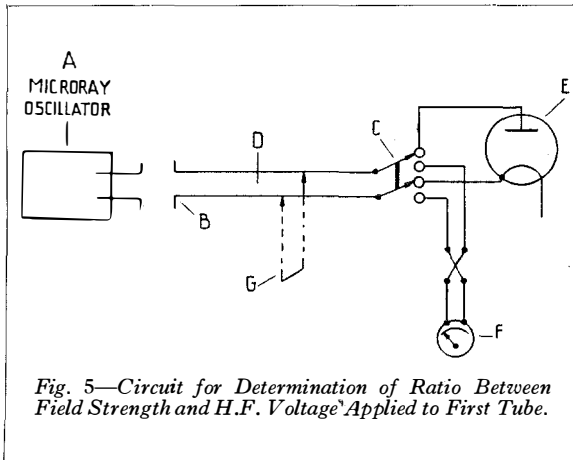 A
MICRORAY
OSCILLATOR
E
C
D
B
G
F
Fig. 5—Circuit for Determination of Ratio Between
Field Strength and H.F. Voltage Applied to First Tube.